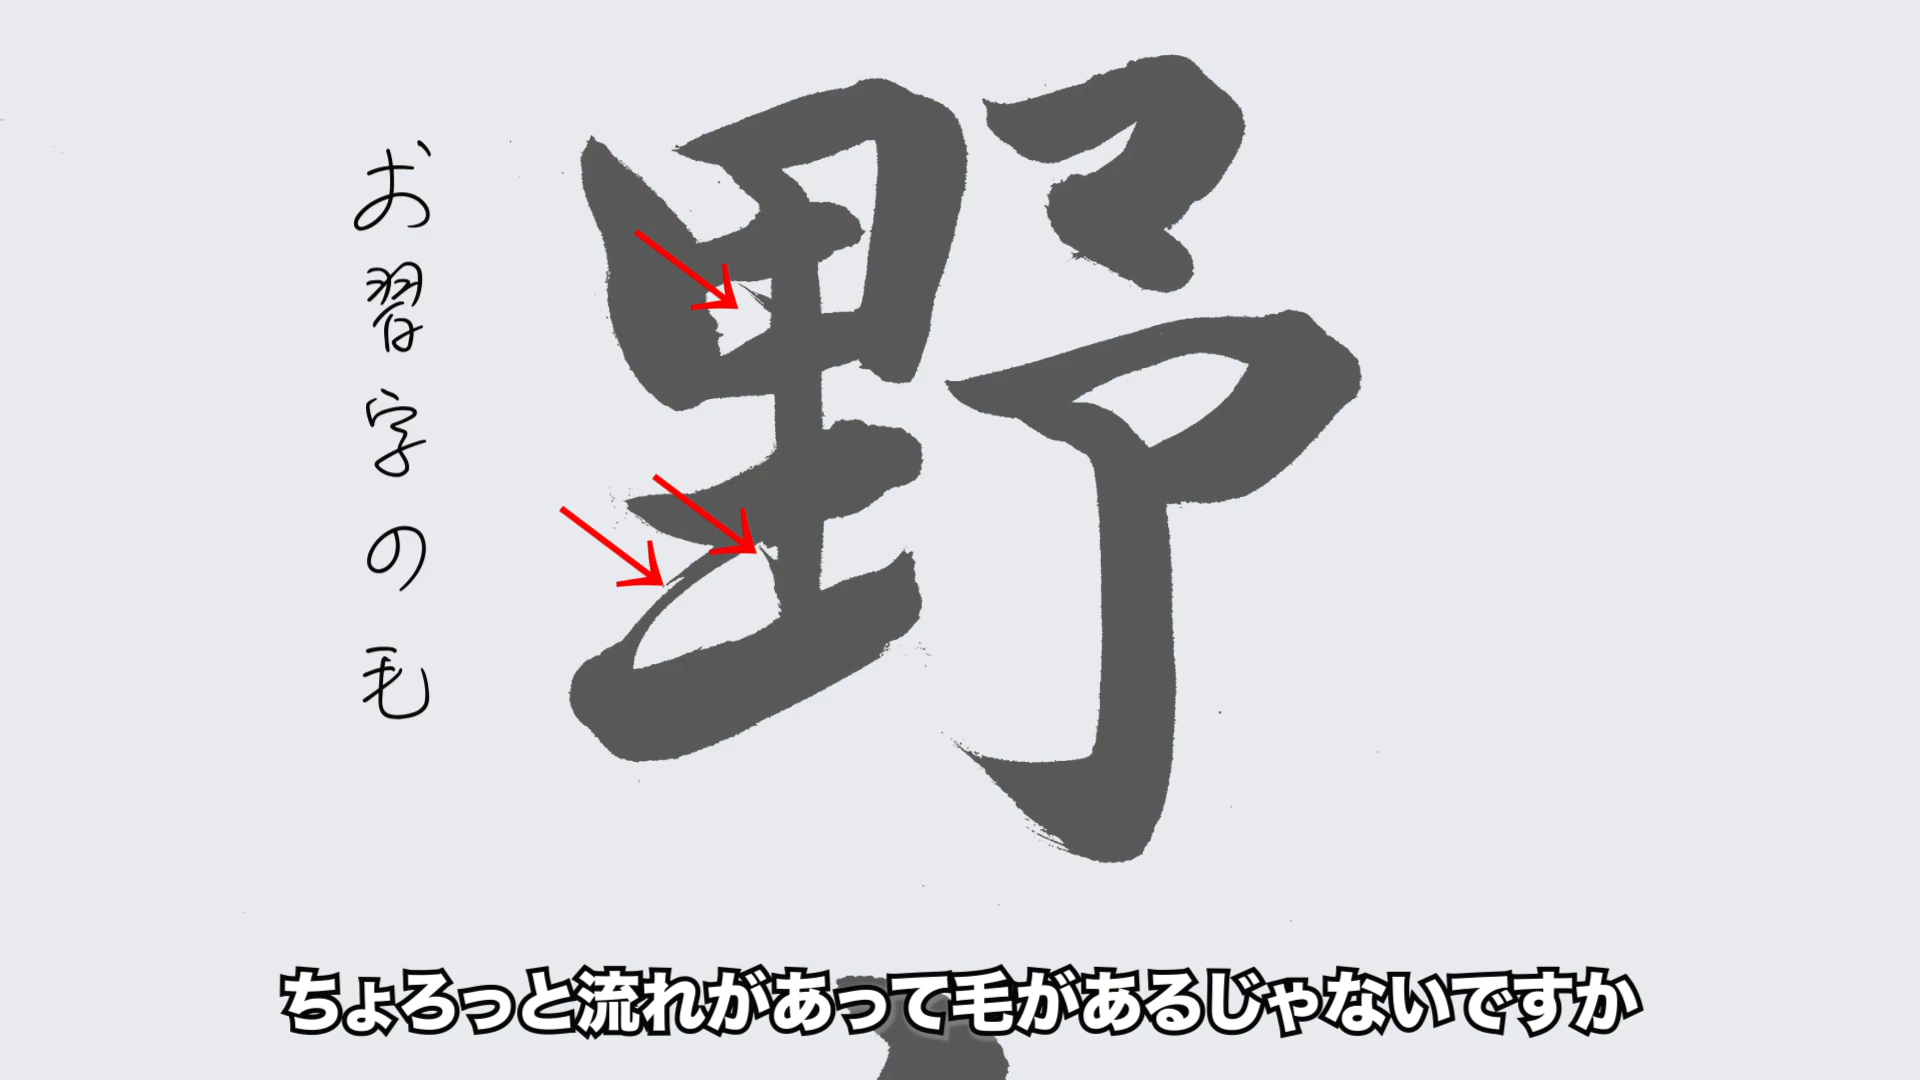 野
お習字の毛
ちょろっと流れがあって毛があるじゃないですか